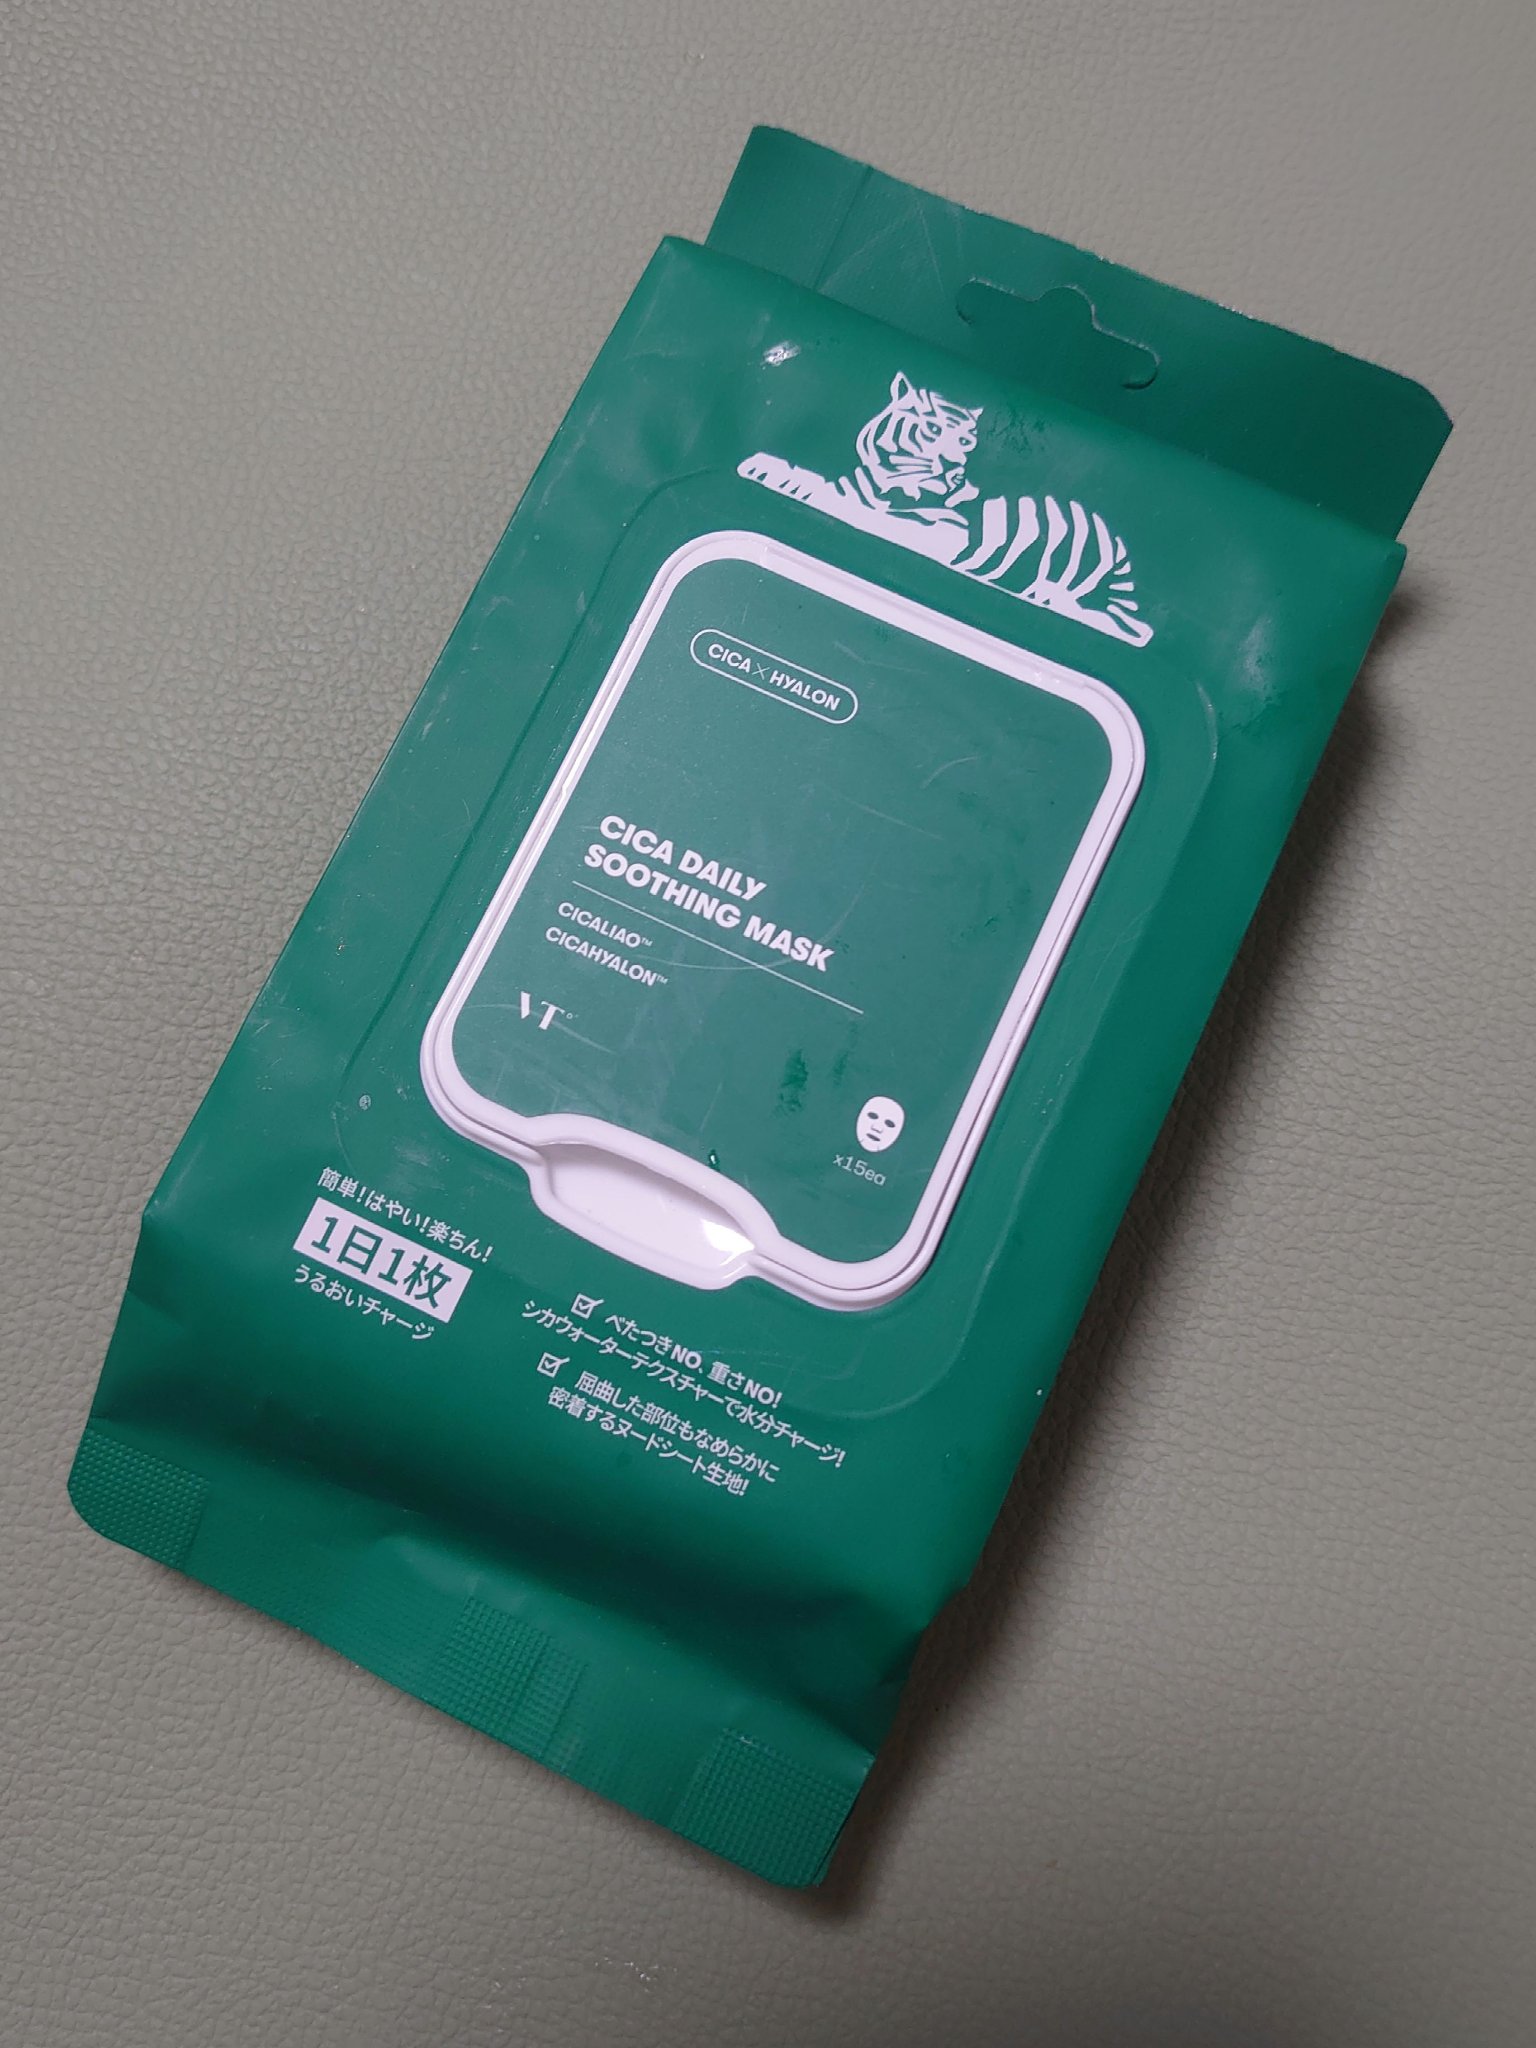 CICA×HYALON
CICA DAILY
SOOTHING MASK
CICALIAO™
CICAHYALON™
VT
x15ea
簡単!はやい!楽ちん!
1日1枚
うるおいチャージ
べたつきNO、重さNO!
シカウォーターテクスチャーで水分チャージ!
屈曲した部位もなめらかに
密着するヌードシート生地!